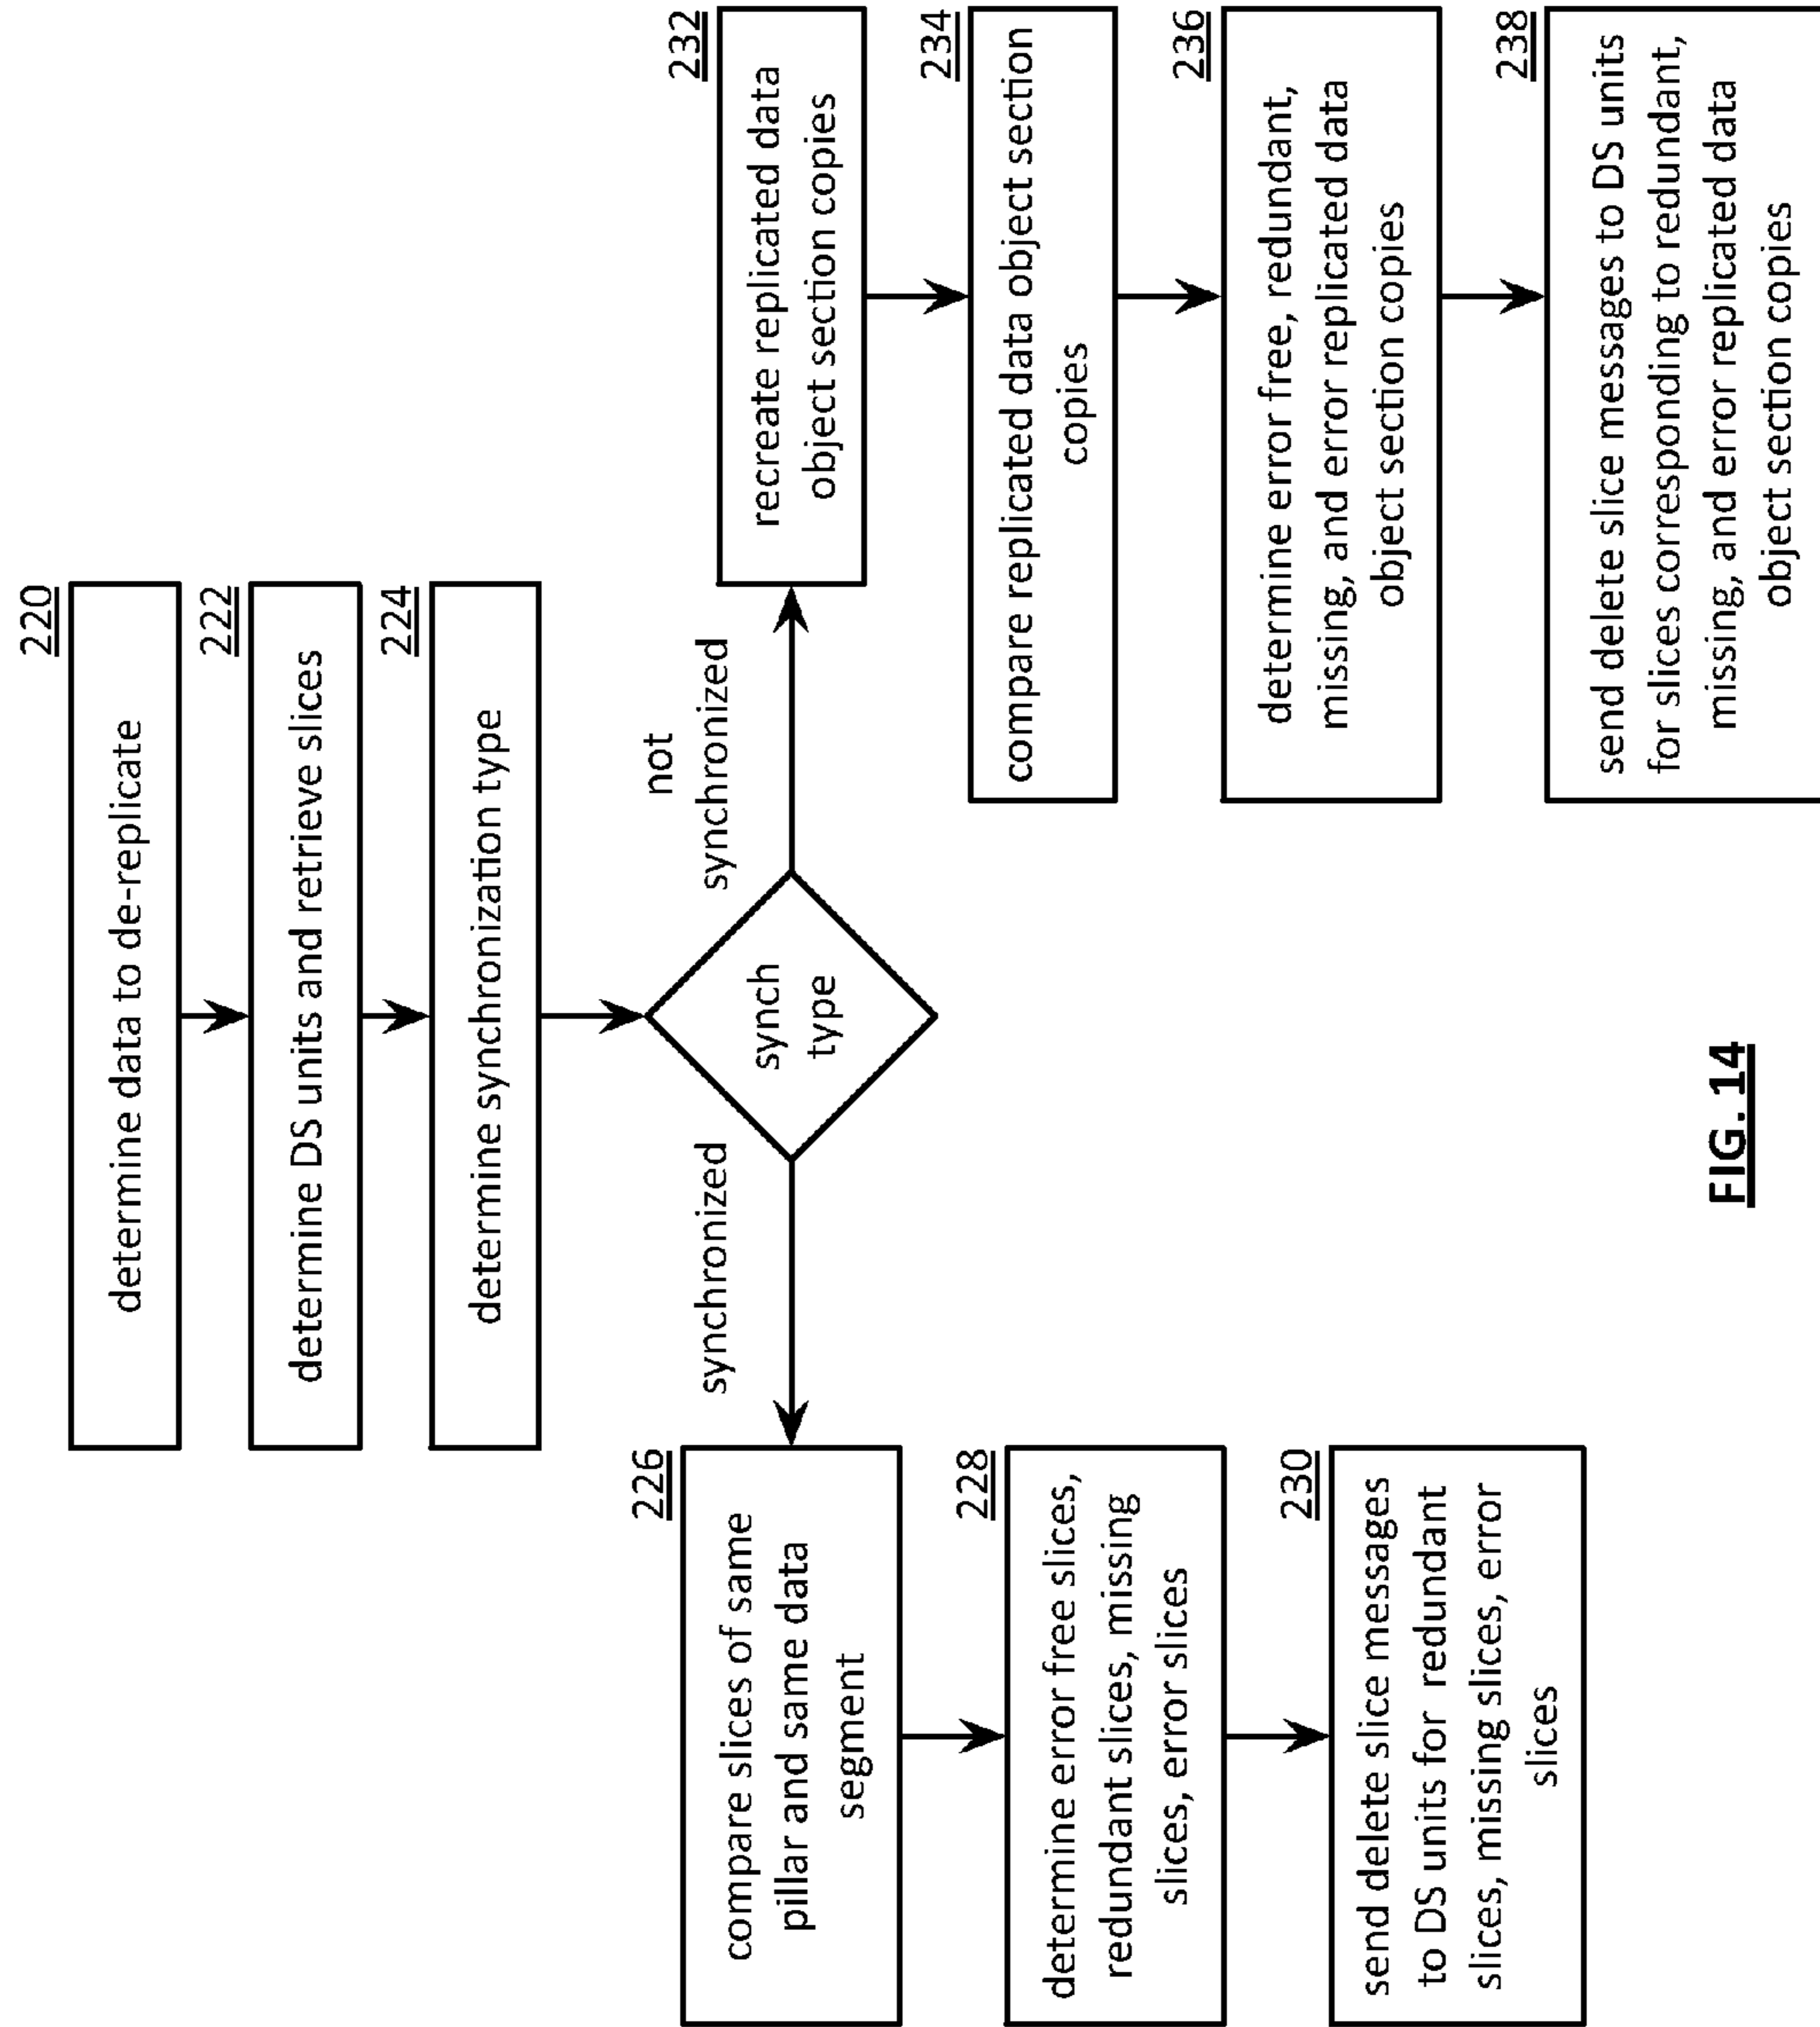 220
determine data to de-replicate
222
determine DS units and retrieve slices
224
determine synchronization type
synch
type
synchronized
226
compare slices of same
pillar and same data
segment
228
determine error free slices,
redundant slices, missing
slices, error slices
230
send delete slice messages
to DS units for redundant
slices, missing slices, error
slices
not
synchronized
232
recreate replicated data
object section copies
234
compare replicated data object section
copies
236
determine error free, redundant,
missing, and error replicated data
object section copies
238
send delete slice messages to DS units
for slices corresponding to redundant,
missing, and error replicated data
object section copies
FIG. 14